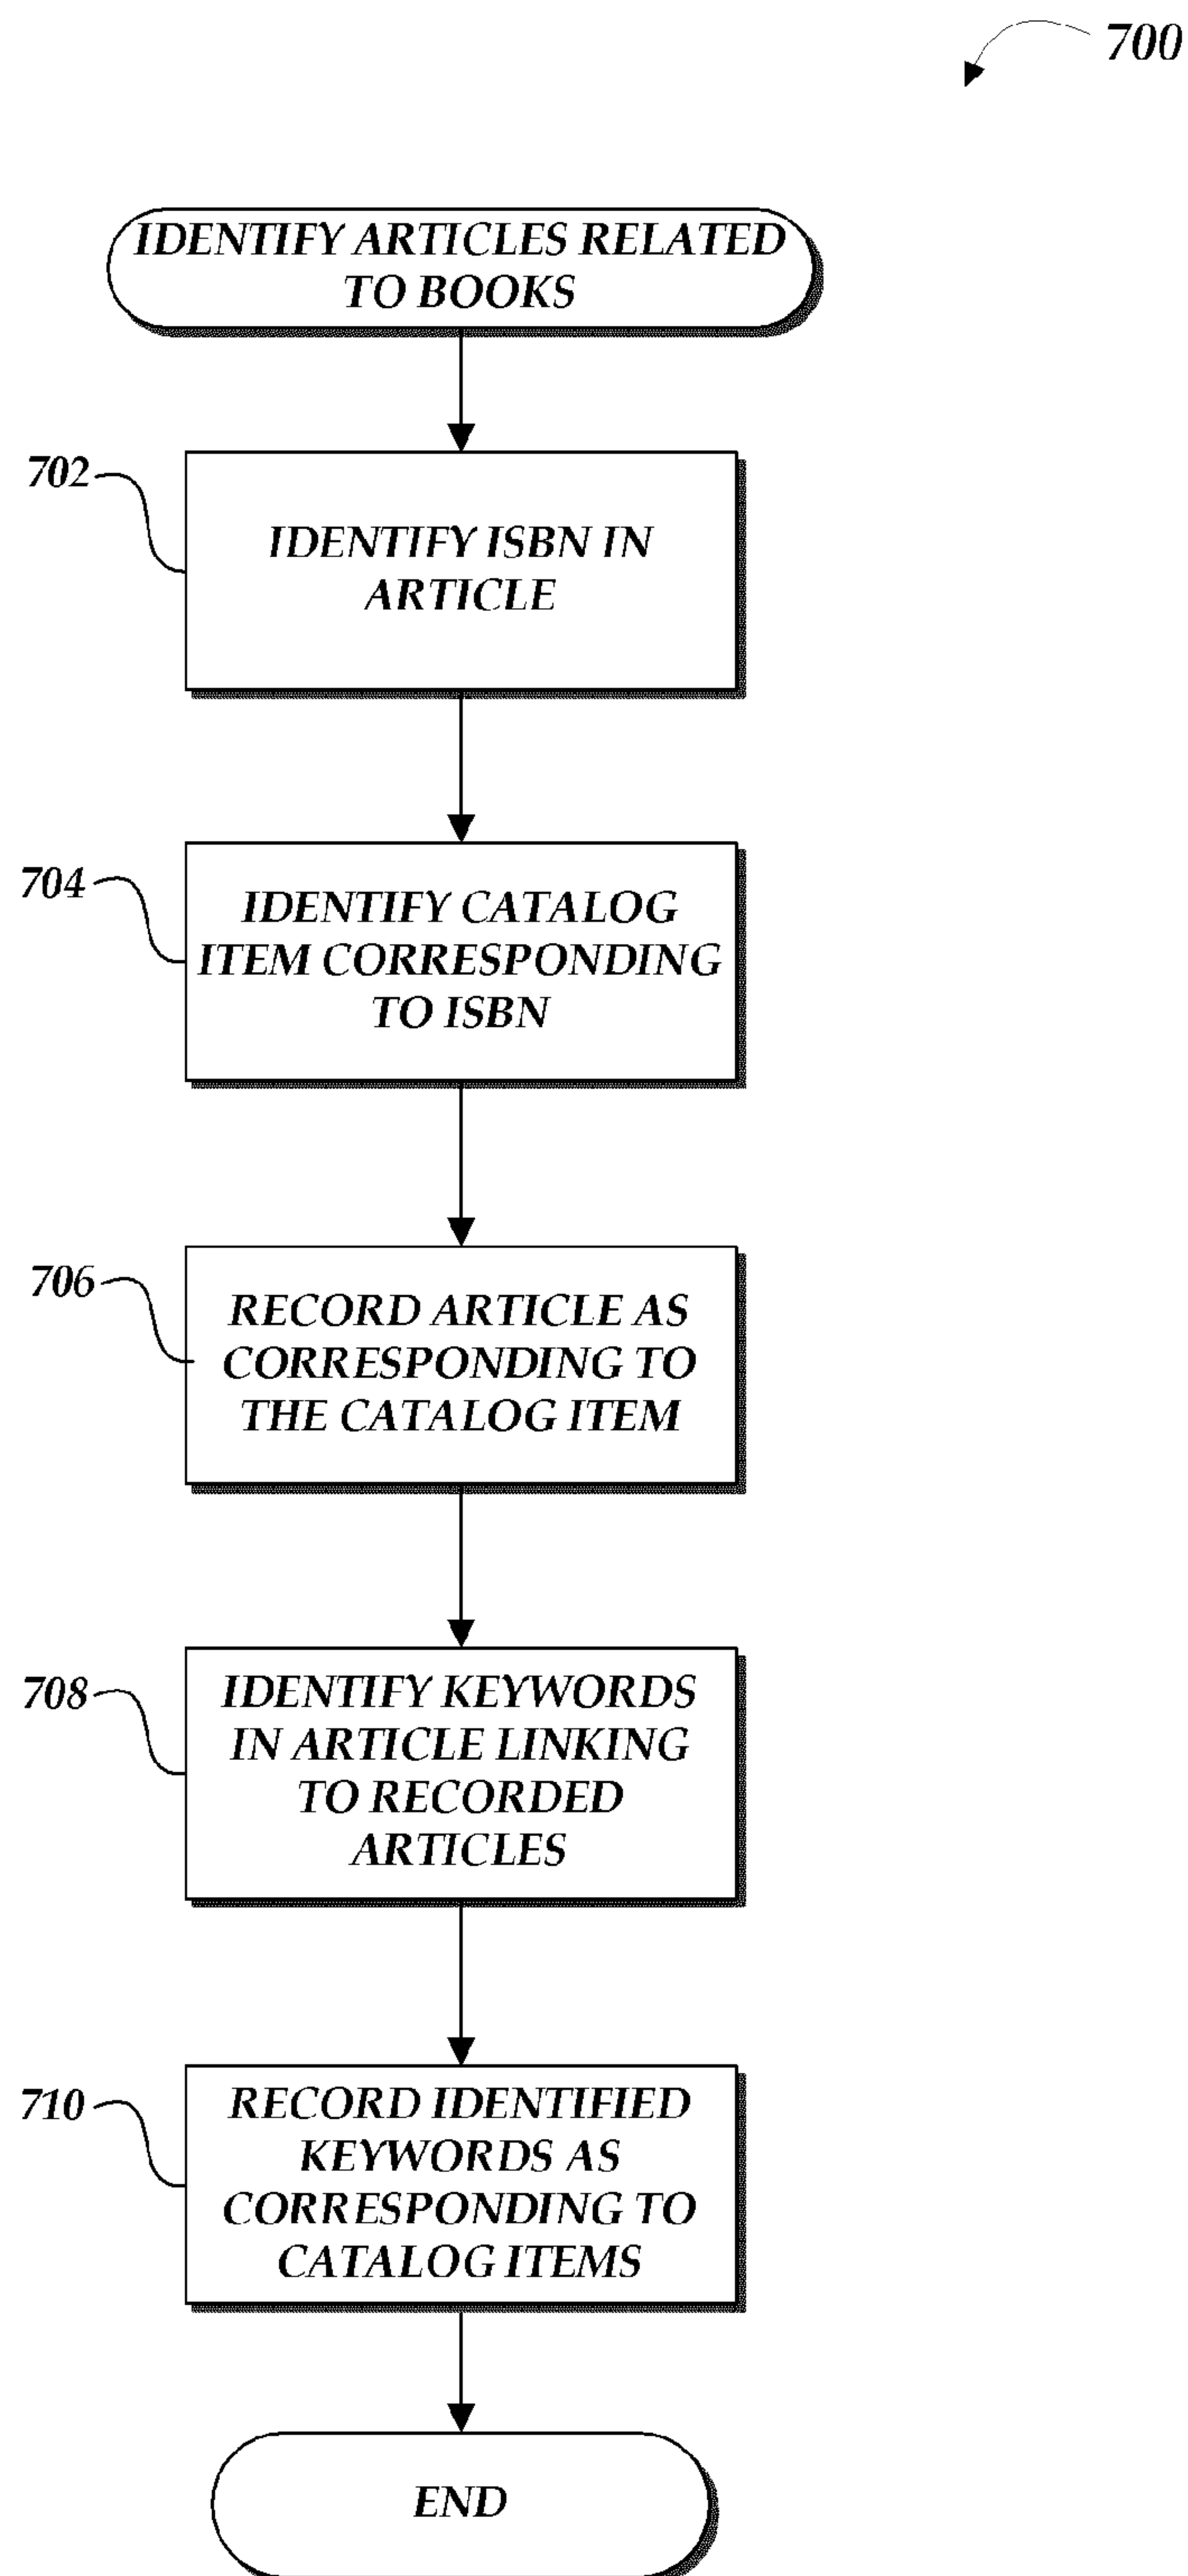 700
IDENTIFY ARTICLES RELATED
TO BOOKS
702
IDENTIFY ISBN IN
ARTICLE
704
IDENTIFY CATALOG
ITEM CORRESPONDING
TO ISBN
706
RECORD ARTICLE AS
CORRESPONDING TO
THE CATALOG ITEM
708
IDENTIFY KEYWORDS
IN ARTICLE LINKING
TO RECORDED
ARTICLES
710
RECORD IDENTIFIED
KEYWORDS AS
CORRESPONDING TO
CATALOG ITEMS
END